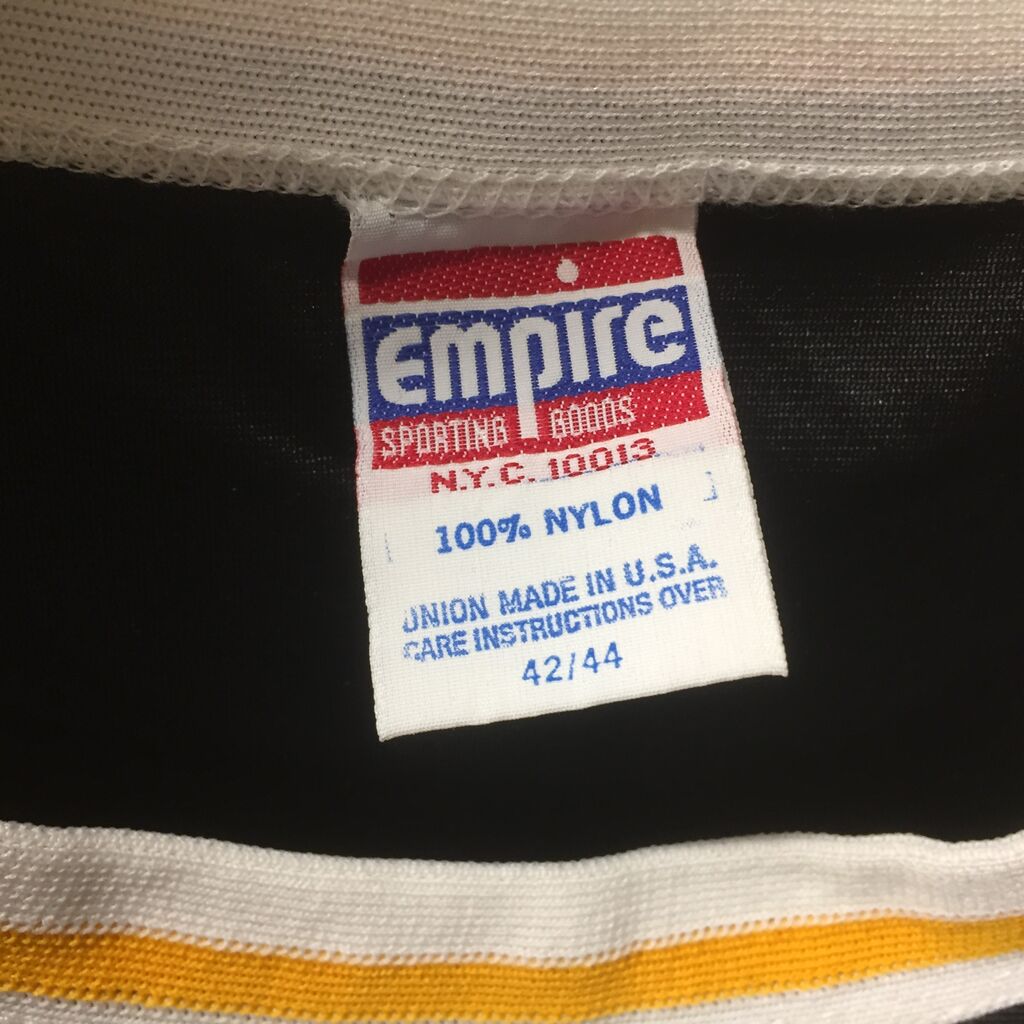 empire
SPORTING GOODS
N.Y.C. 10013
100% NYLON
UNION MADE IN U.S.A.
CARE INSTRUCTIONS OVER
42/44